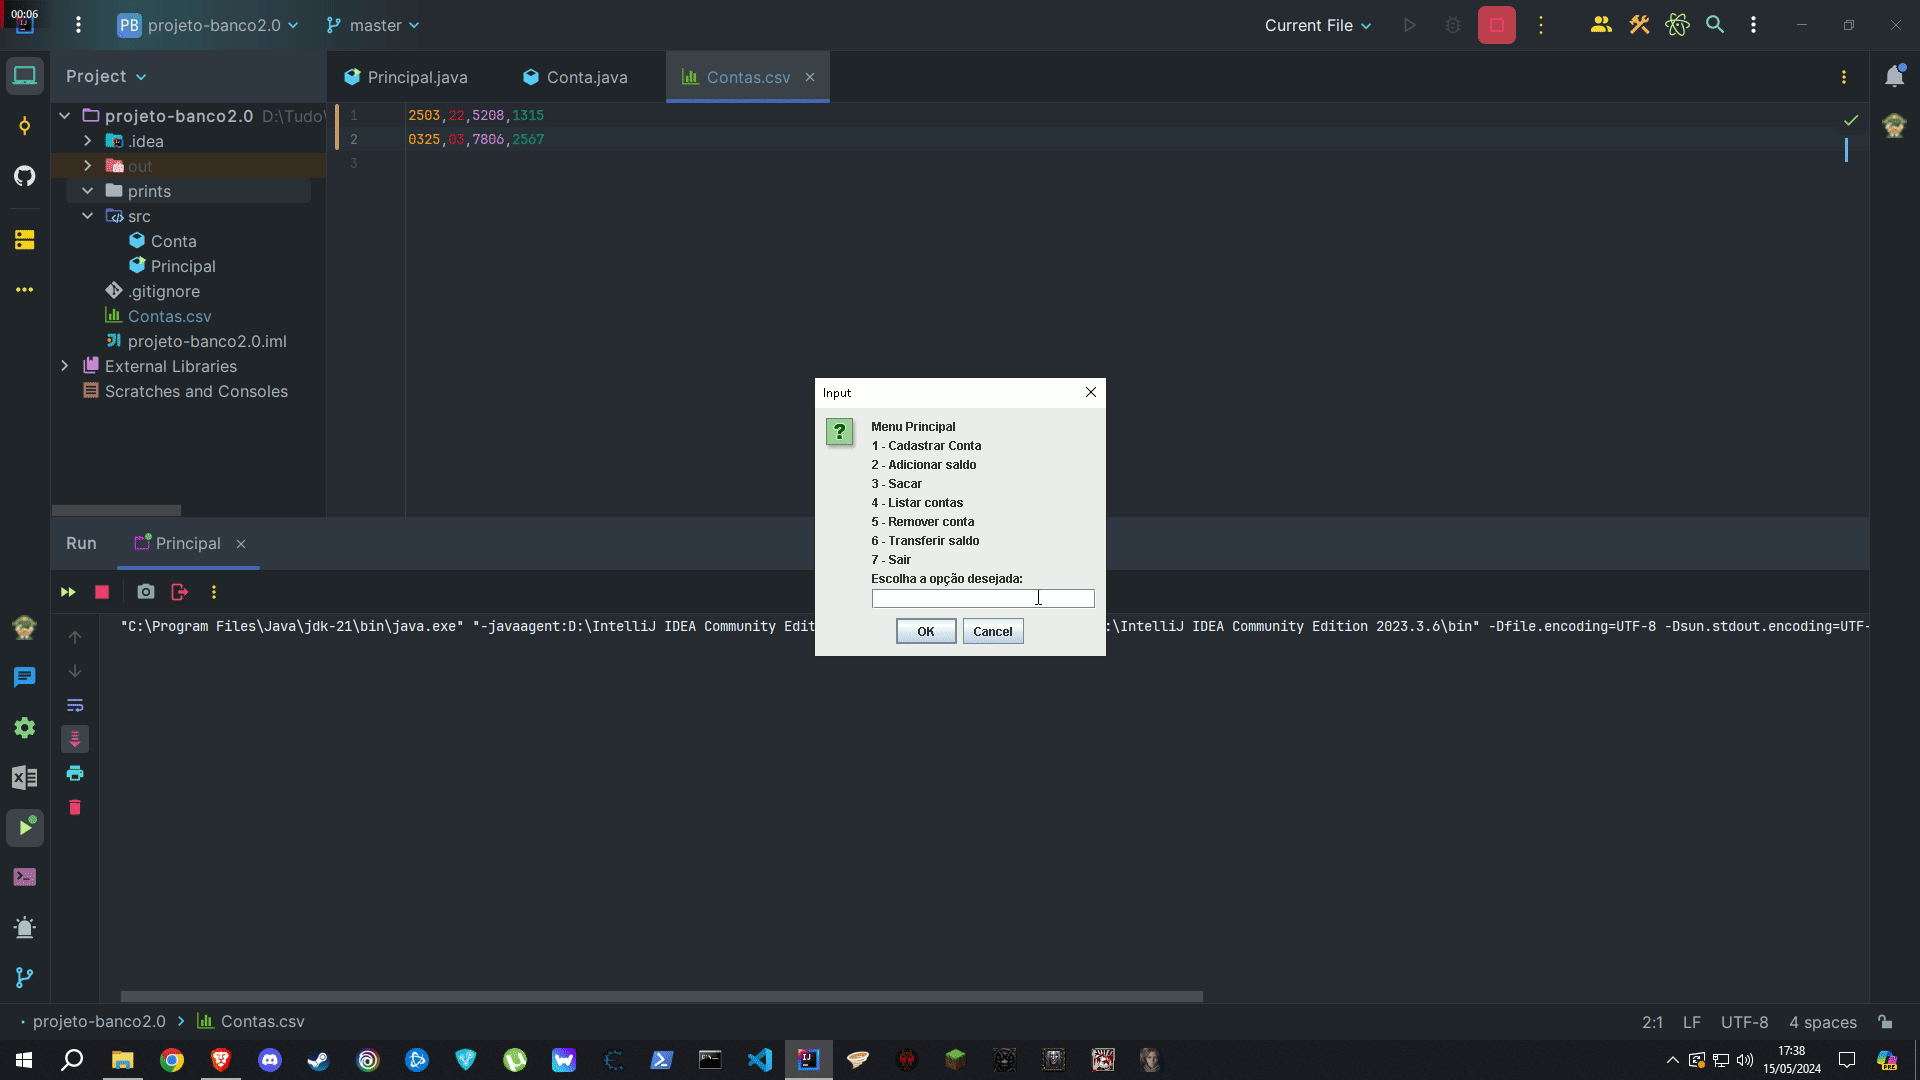 00:06
PB projeto-banco2.0
master
Current File
Project
Principal.java
Conta.java
Contas.csv
projeto-banco2.0 D:\Tudo\
.idea
out
prints
src
Conta
Principal
.gitignore
Contas.csv
projeto-banco2.0.iml
External Libraries
Scratches and Consoles
1 2503,22,5208,1315
2 0325,03,7806,2567
3
Input
Menu Principal
1 - Cadastrar Conta
2 - Adicionar saldo
3 - Sacar
4 - Listar contas
5 - Remover conta
6 - Transferir saldo
7 - Sair
Escolha a opção desejada:
OK
Cancel
Run
Principal
"C:\Program Files\Java\jdk-21\bin\java.exe" "-javaagent:D:\IntelliJ IDEA Community Edit :\IntelliJ IDEA Community Edition 2023.3.6\bin" -Dfile.encoding=UTF-8 -Dsun.stdout.encoding=UTF-
projeto-banco2.0
Contas.csv
2:1
LF
UTF-8
4 spaces
17:38
15/05/2024